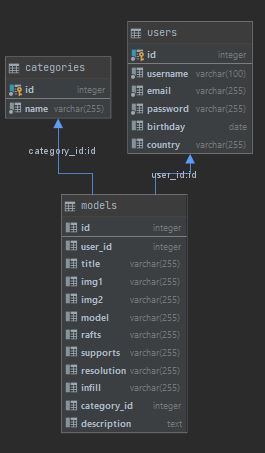 users
id integer
username varchar(100)
email varchar(255)
password varchar(255)
birthday date
country varchar(255)
categories
id integer
name varchar(255)
category_id:id
user_id:id
models
id integer
user_id integer
title varchar(255)
img1 varchar(255)
img2 varchar(255)
model varchar(255)
rafts varchar(255)
supports varchar(255)
resolution varchar(255)
infill varchar(255)
category_id integer
description text